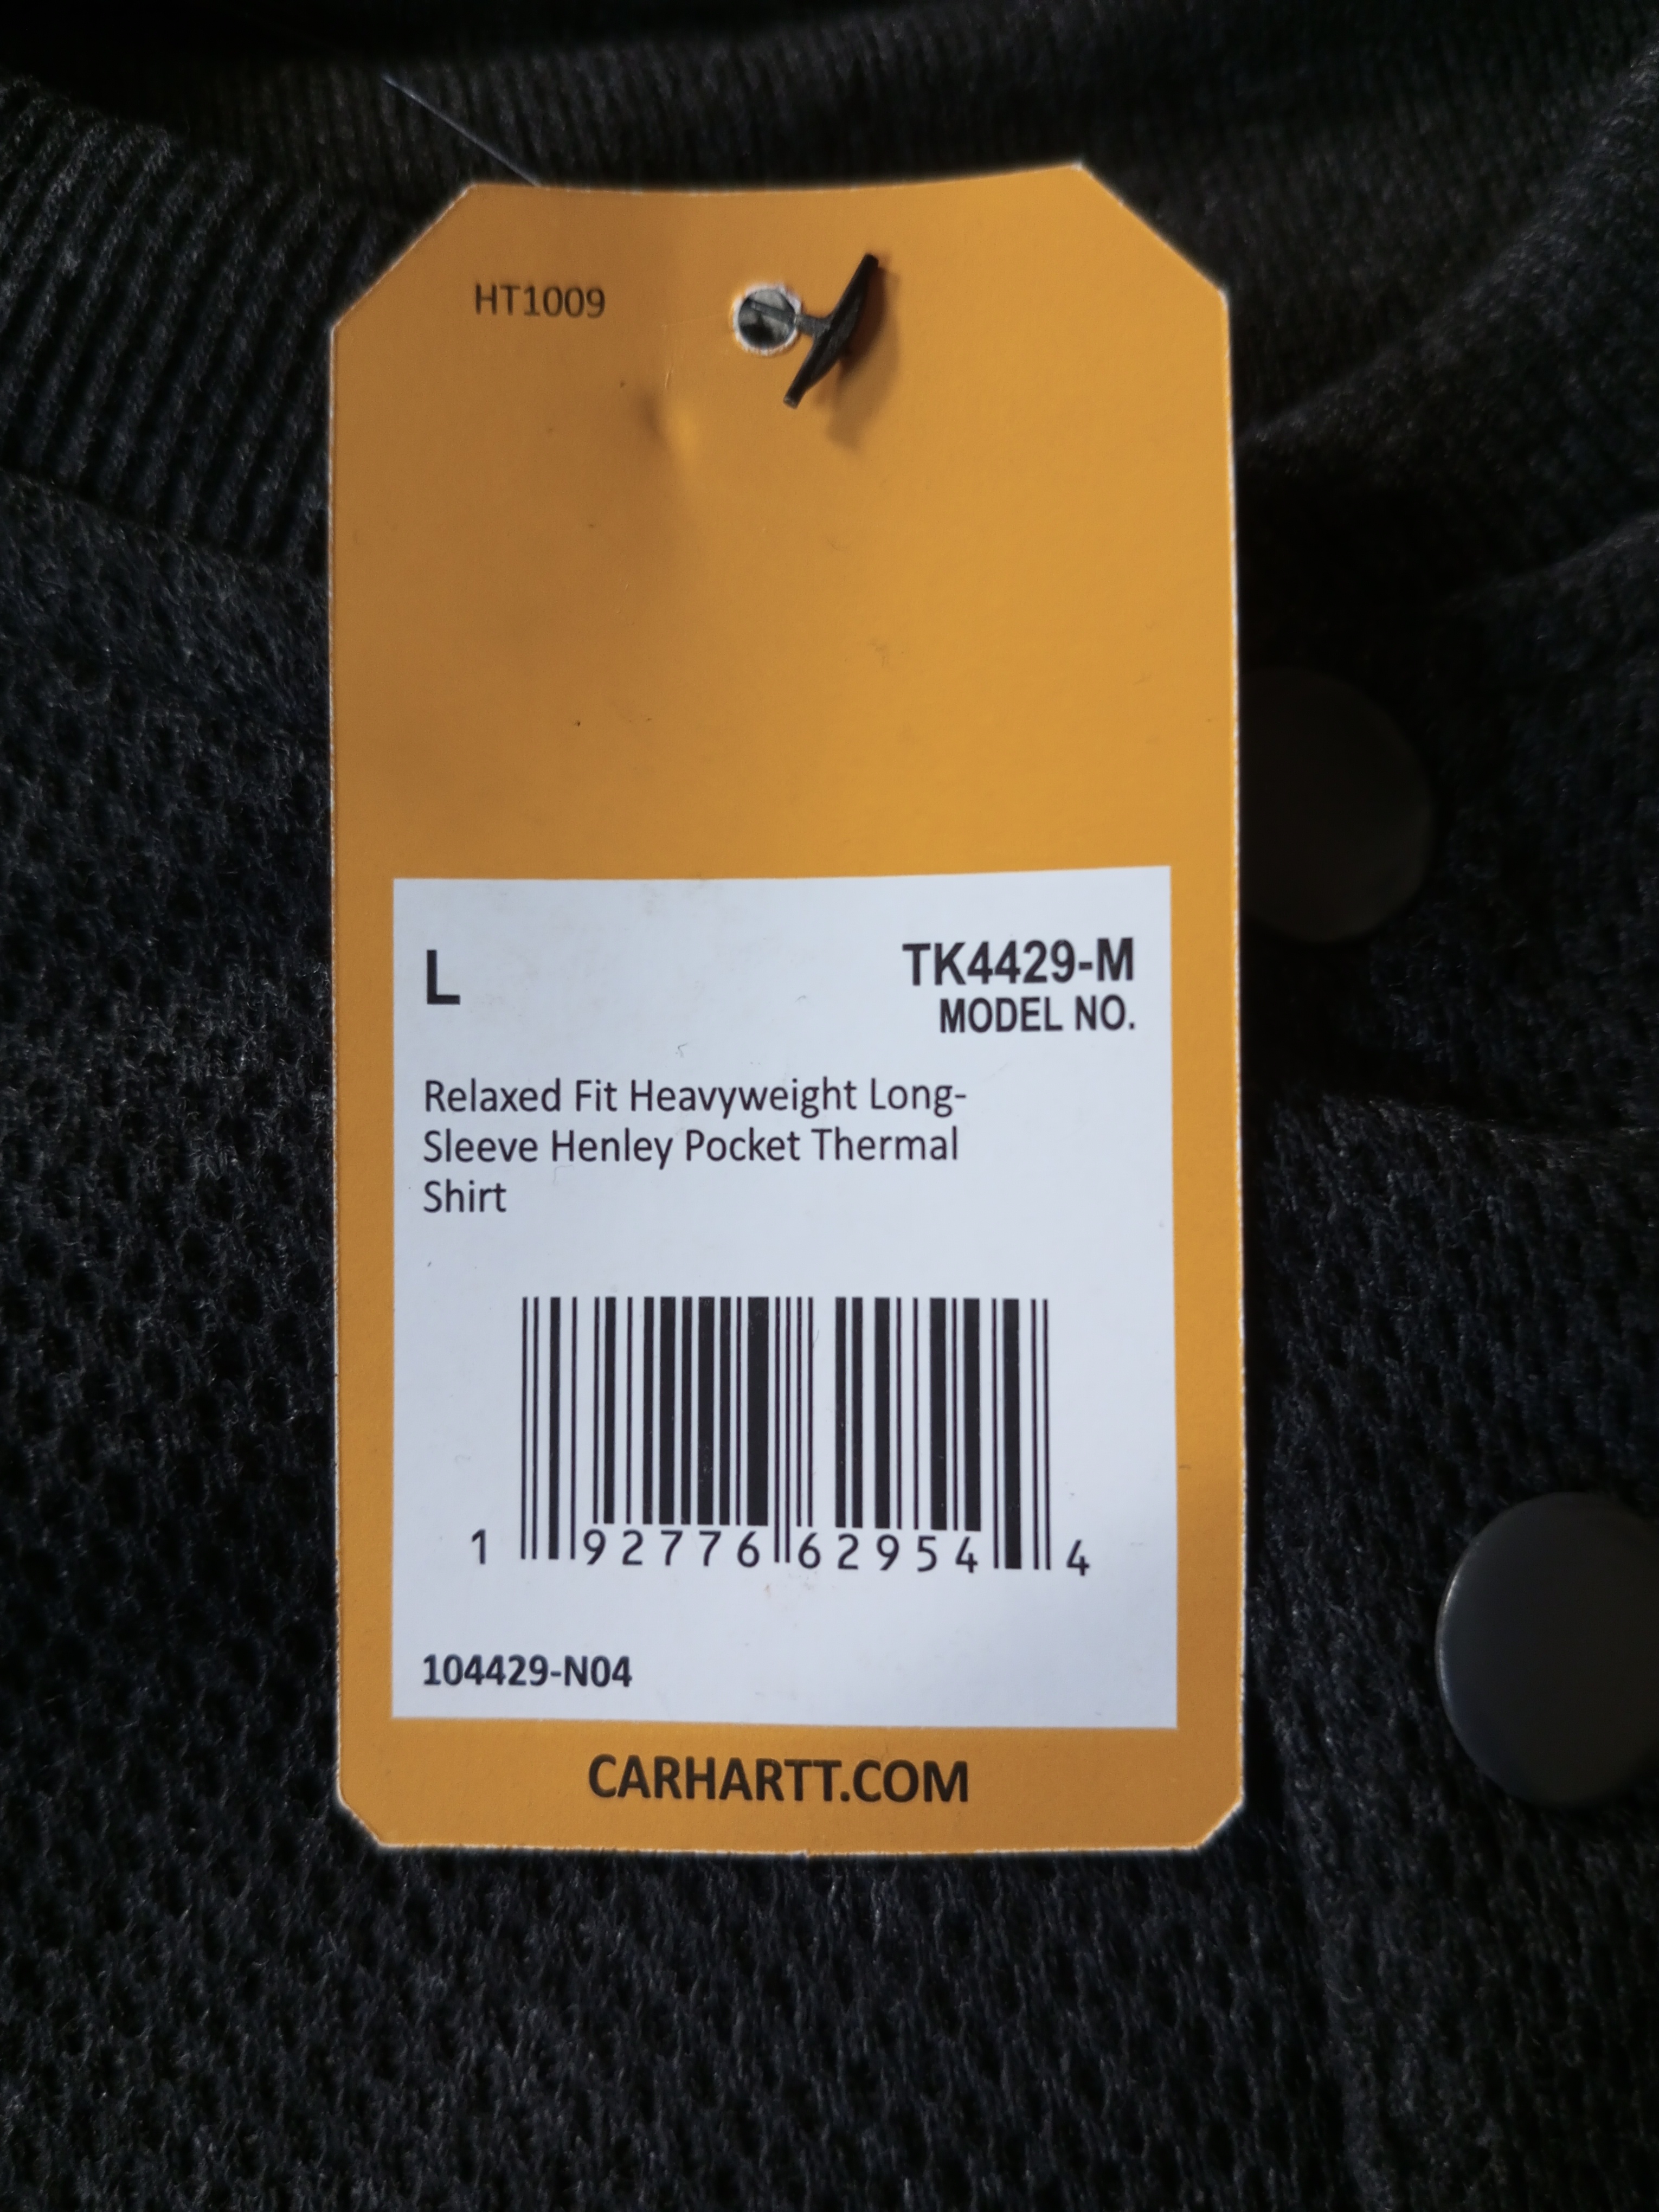 HT1009
L
TK4429-M
MODEL NO.
Relaxed Fit Heavyweight Long-
Sleeve Henley Pocket Thermal
Shirt
1 92776 62954 4
104429-N04
CARHARTT.COM